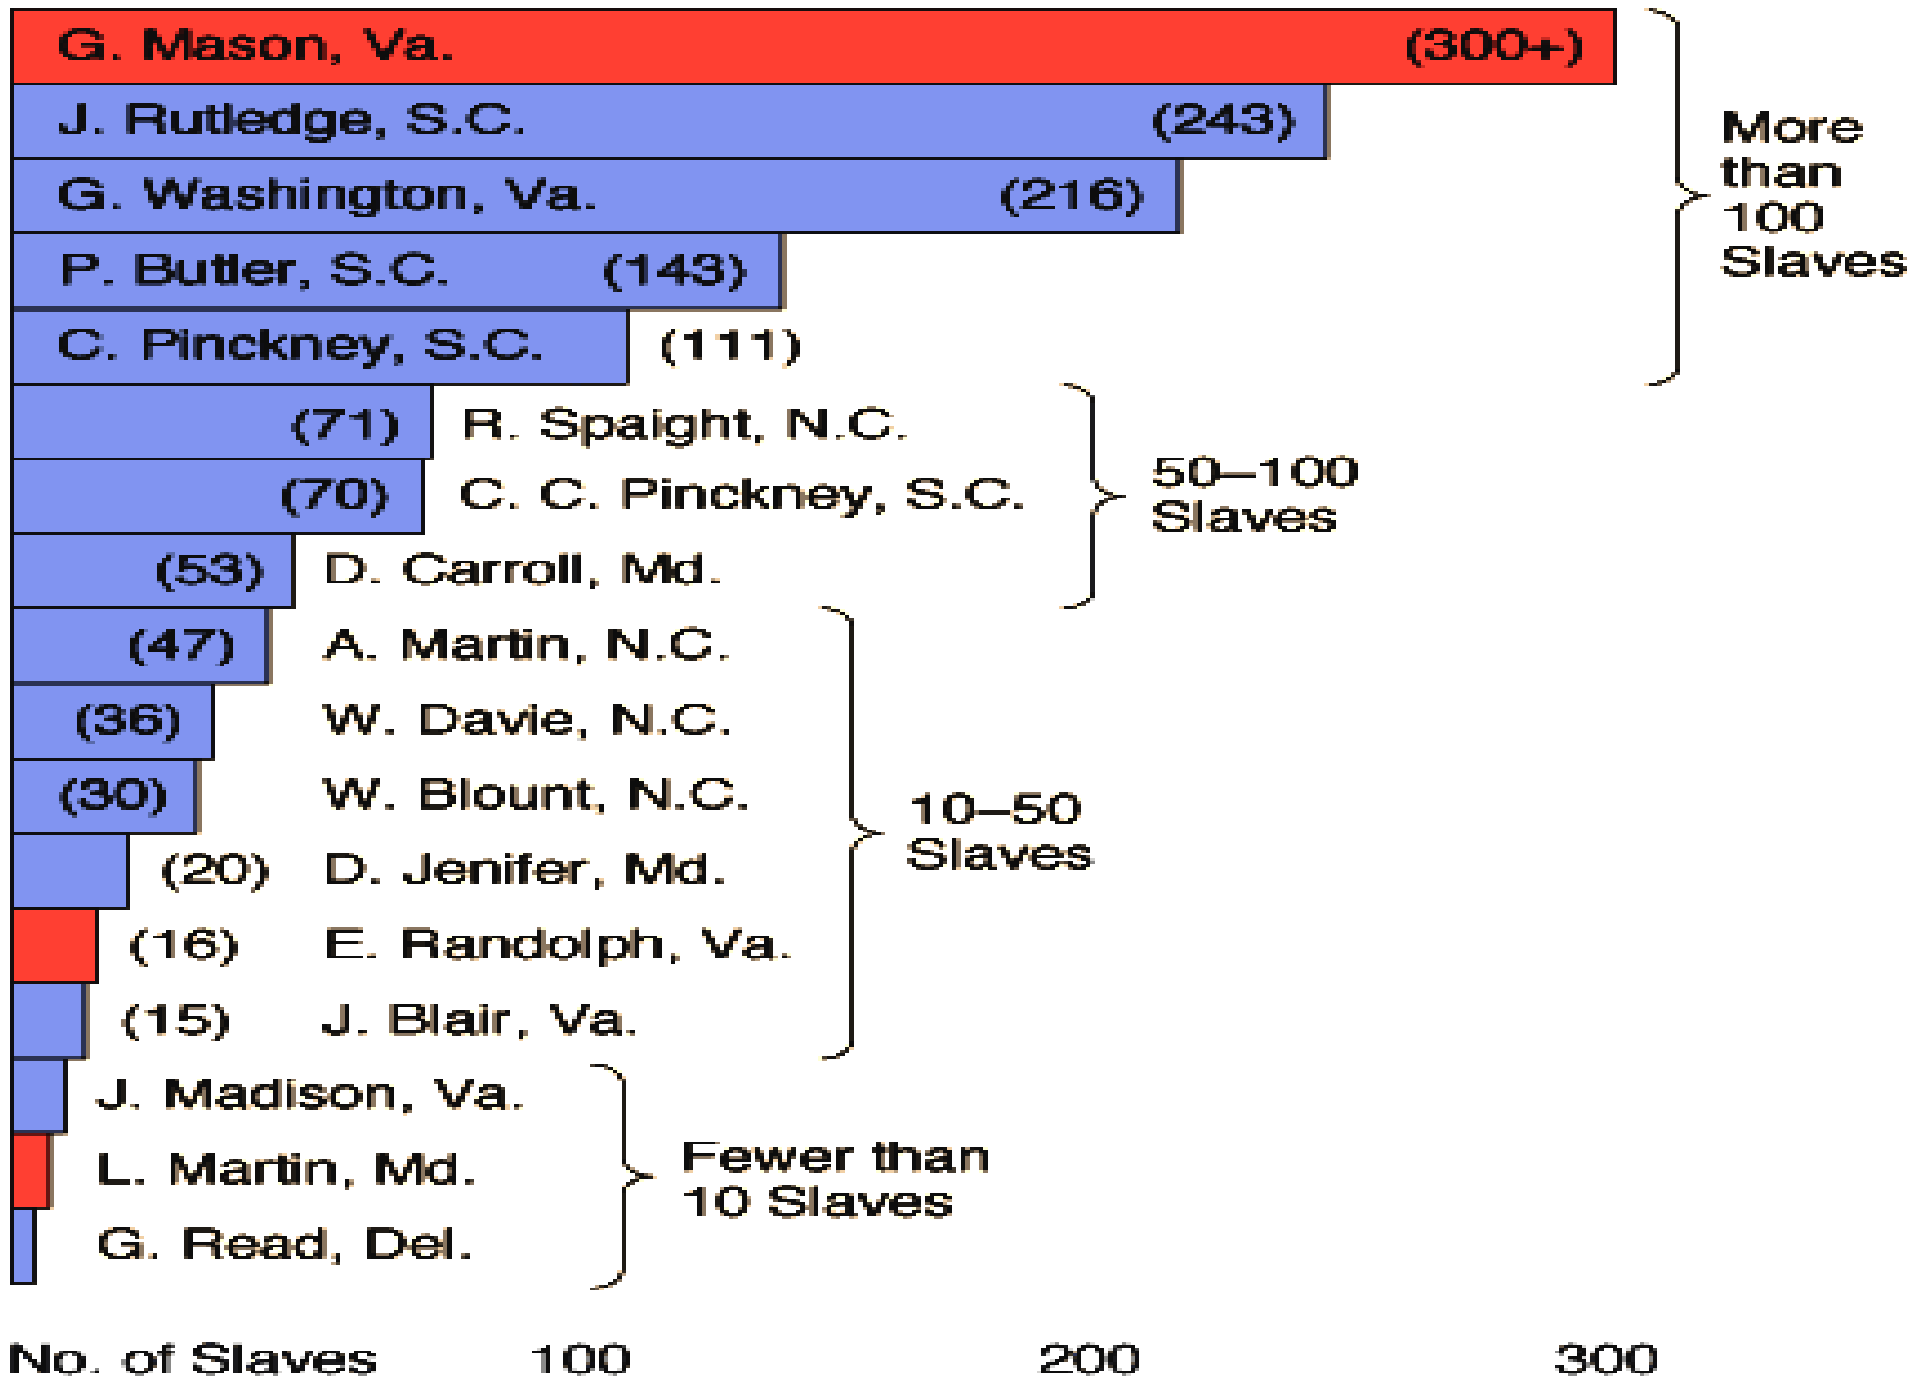 G. Mason, Va. (300+)
J. Rutledge, S.C. (243)
G. Washington, Va. (216)
P. Butler, S.C. (143)
C. Pinckney, S.C. (111)
More
than
100
Slaves
(71) R. Spaight, N.C.
(70) C. C. Pinckney, S.C.
(53) D. Carroll, Md.
50–100
Slaves
(47) A. Martin, N.C.
(36) W. Davie, N.C.
(30) W. Blount, N.C.
(20) D. Jenifer, Md.
(16) E. Randolph, Va.
(15) J. Blair, Va.
10–50
Slaves
J. Madison, Va.
L. Martin, Md.
G. Read, Del.
Fewer than
10 Slaves
No. of Slaves 100 200 300